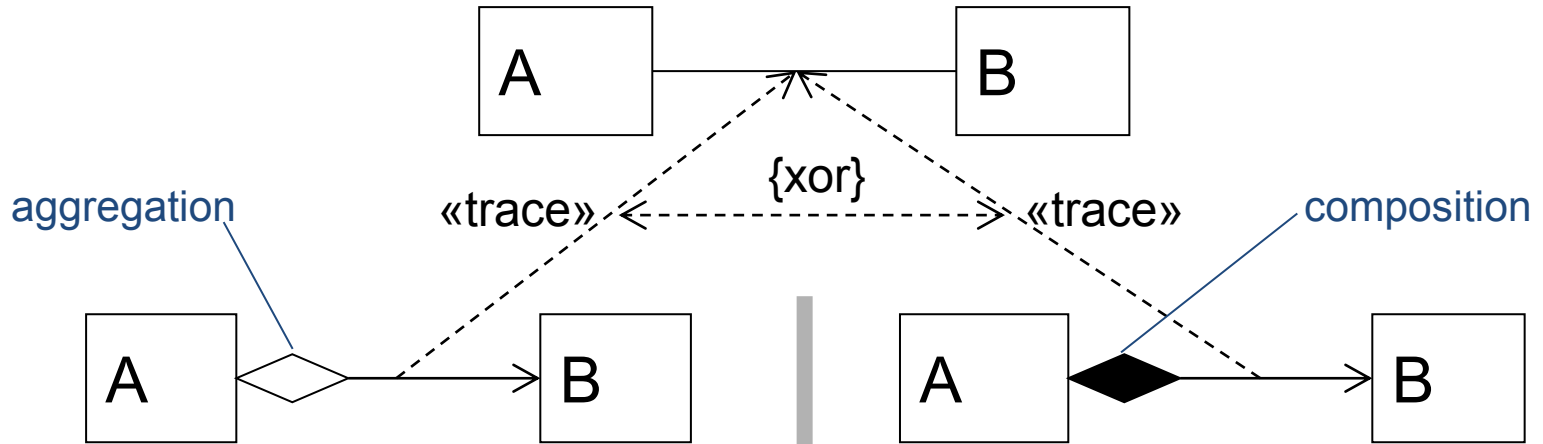 A
B
{xor}
aggregation
«trace»
«trace»
composition
A
B
A
B